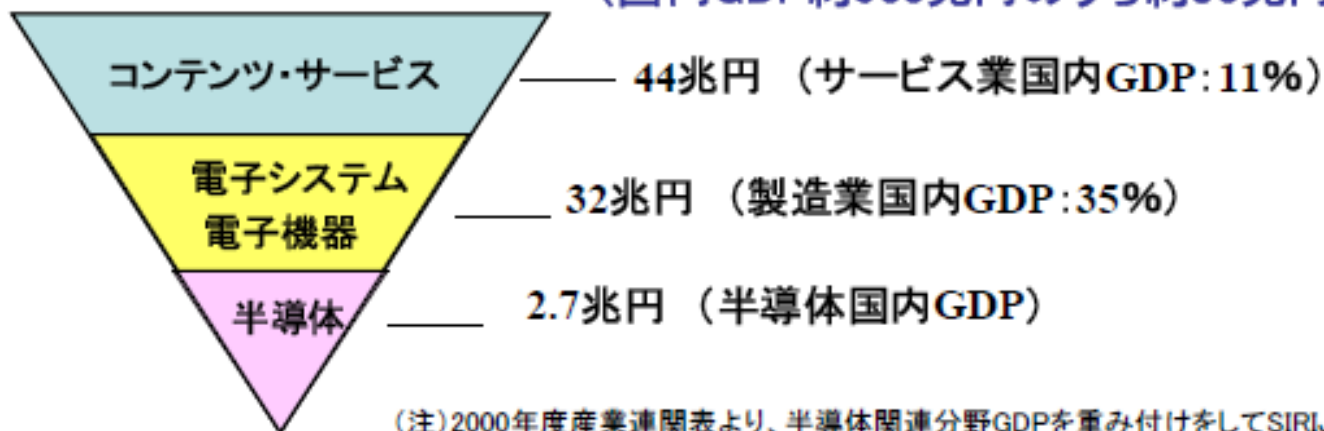 コンテンツ・サービス
44兆円 （サービス業国内GDP：11%）
電子システム
電子機器
32兆円 （製造業国内GDP：35%）
半導体
2.7兆円 （半導体国内GDP）
（注）2000年度産業連関表より、半導体関連分野GDPを重み付けをしてSIRIJ